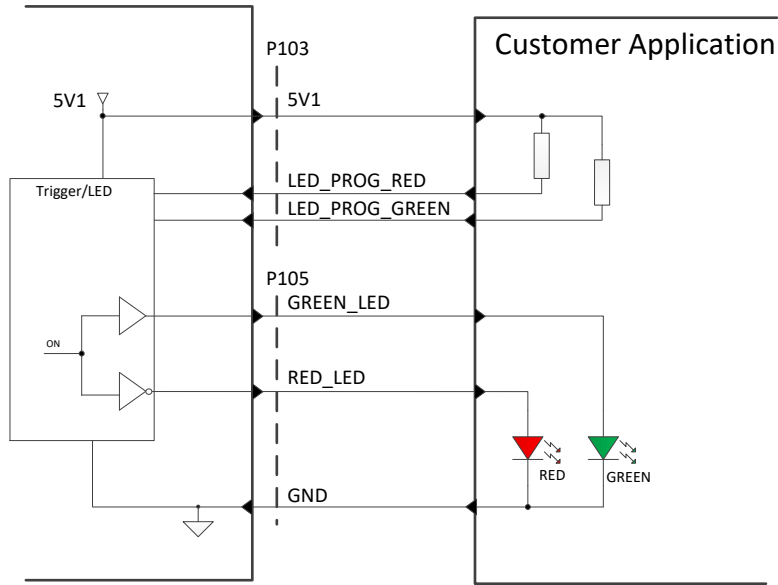 P103
Customer Application
5V1
5V1
Trigger/LED
LED_PROG_RED
LED_PROG_GREEN
P105
GREEN_LED
ON
RED_LED
RED
GREEN
GND